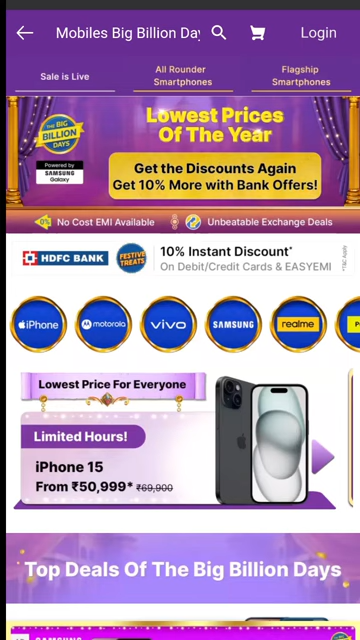 Mobiles Big Billion Day
Login
Sale is Live
All Rounder
Smartphones
Flagship
Smartphones
THE BIG
BILLION
DAYS
Powered by
SAMSUNG
Galaxy
Lowest Prices
Of The Year
Get the Discounts Again
Get 10% More with Bank Offers!
0% No Cost EMI Available
Unbeatable Exchange Deals
HDFC BANK
FESTIVE
TREATS
10% Instant Discount*
On Debit/Credit Cards & EASYEMI
*T&C Apply
iPhone
motorola
vivo
SAMSUNG
realme
P
Lowest Price For Everyone
Limited Hours!
iPhone 15
From ₹50,999* ₹69,900
Top Deals Of The Big Billion Days
SAMSUNG